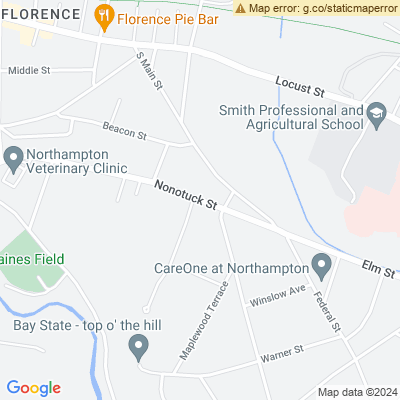 Map error: g.co/staticmaperror
FLORENCE
Florence Pie Bar
Middle St
S Main St
Locust St
Smith Professional and
Agricultural School
Beacon St
Northampton
Veterinary Clinic
Nonotuck St
aines Field
CareOne at Northampton
Elm St
Winslow Ave
Federal St
Maplewood Terrace
Bay State - top o' the hill
Warner St
Google
Map data ©2024